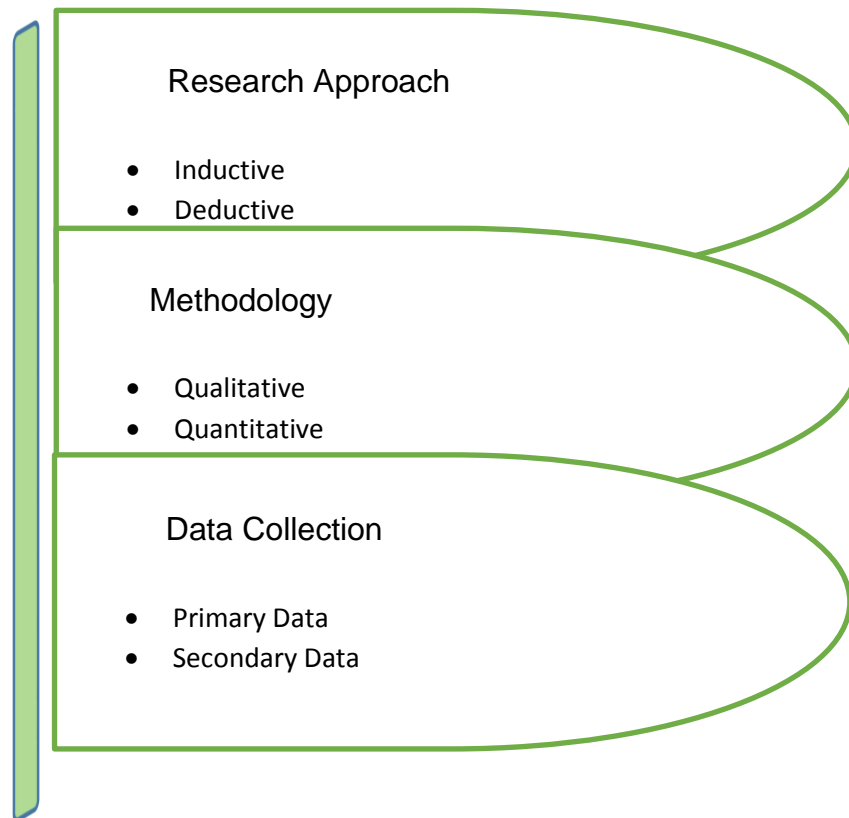 Research Approach
• Inductive
• Deductive
Methodology
• Qualitative
• Quantitative
Data Collection
• Primary Data
• Secondary Data